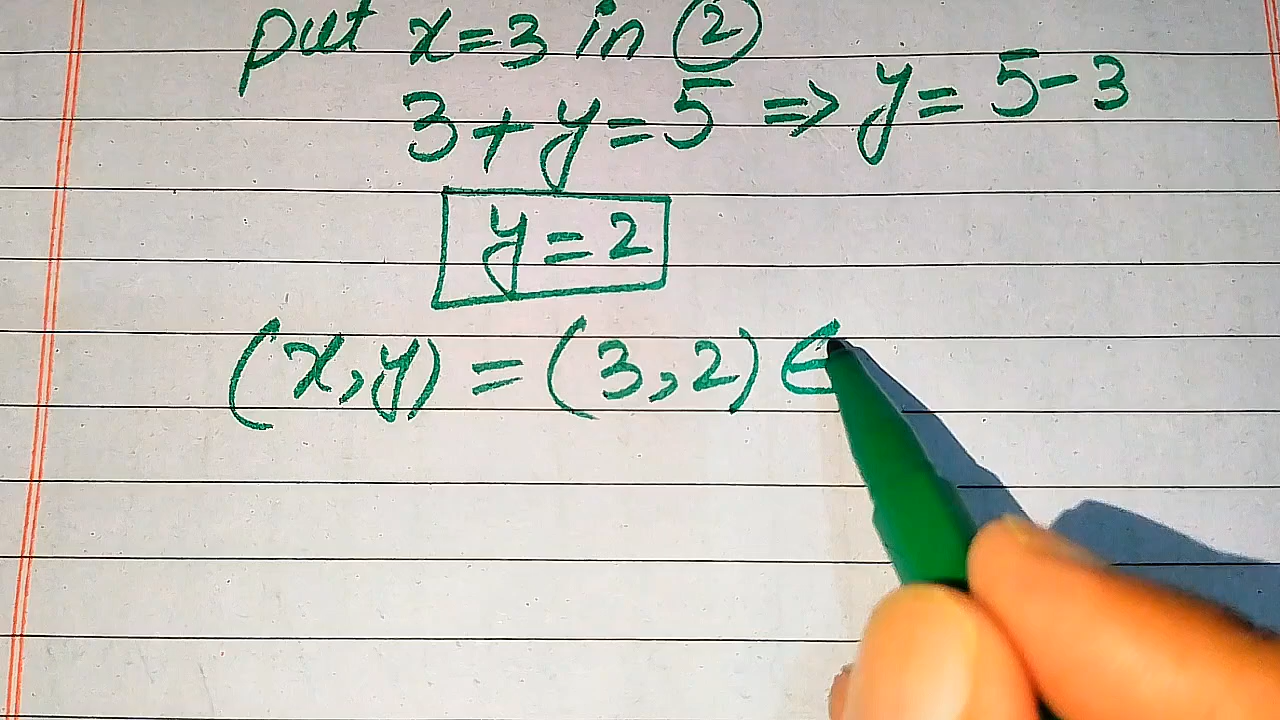 put x=3 in ②
3+y=5 ⇒ y= 5-3
y=2
(x,y) = (3,2) ∈